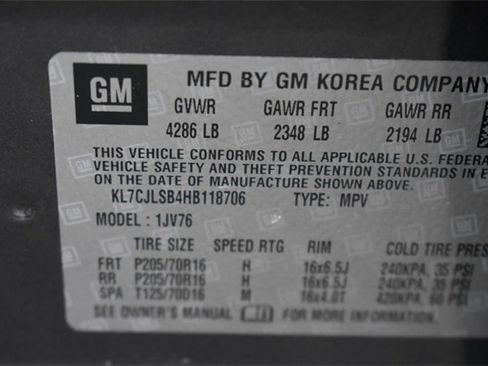 GM
MFD BY GM KOREA COMPANY
GVWR GAWR FRT GAWR RR
4286 LB 2348 LB 2194 LB
THIS VEHICLE CONFORMS TO ALL APPLICABLE U.S. FEDERA
VEHICLE SAFETY AND THEFT PREVENTION STANDARDS IN E
ON THE DATE OF MANUFACTURE SHOWN ABOVE.
KL7CJLSB4HB118706 TYPE: MPV
MODEL : 1JV76
TIRE SIZE SPEED RTG RIM COLD TIRE PRES
FRT P205/70R16 H 16x6.5J 240KPA, 35 PSI
RR P205/70R16 H 16x6.5J 240KPA, 35 PSI
SPA T125/70D16 M 16x4.0T 420KPA, 60 PSI
SEE OWNER'S MANUAL FOR MORE INFORMATION